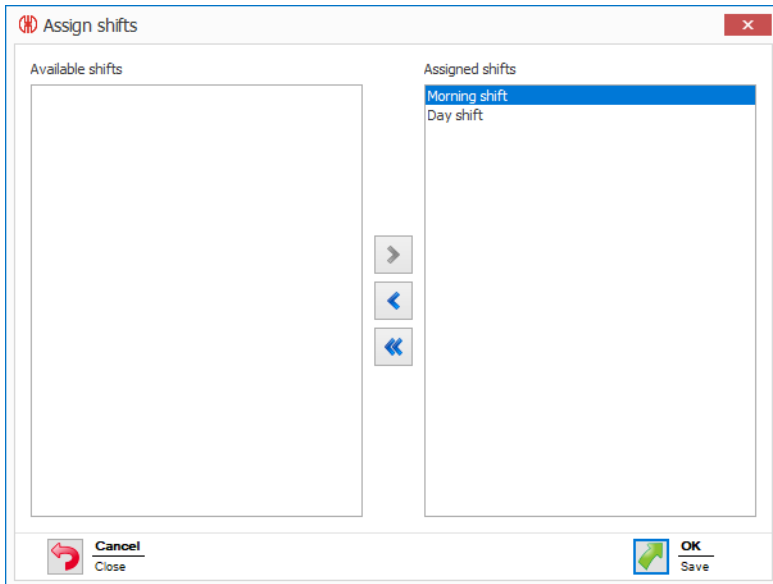 Assign shifts
Available shifts
Assigned shifts
Morning shift
Day shift
Cancel
Close
OK
Save